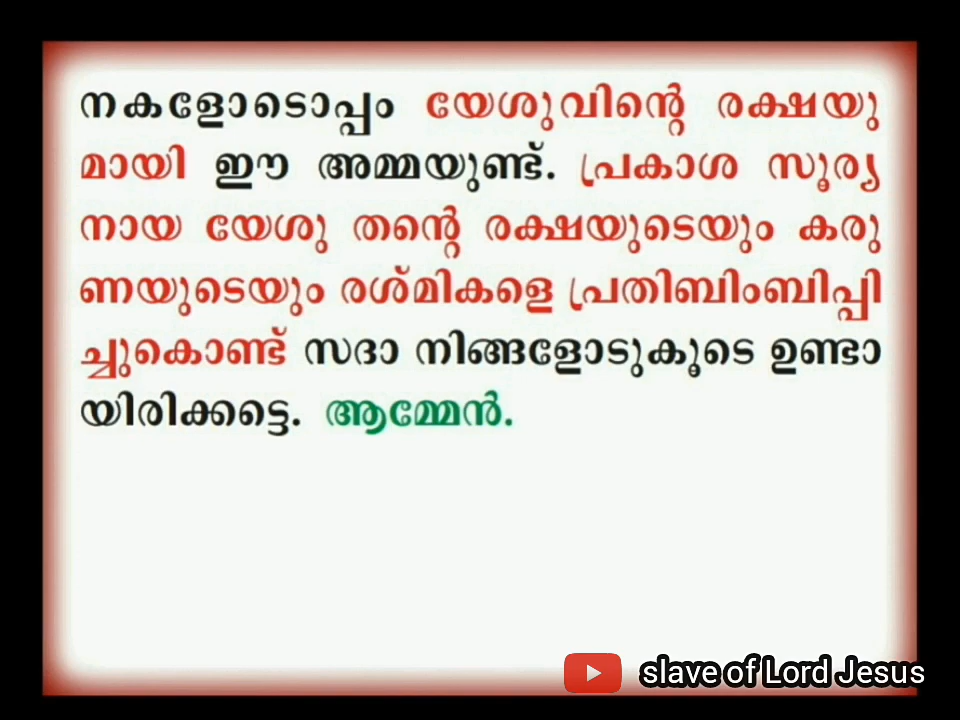 നകളോടൊപ്പം യേശുവിന്റെ രക്ഷയു
മായി ഈ അമ്മയുണ്ട്. പ്രകാശ സൂര്യ
നായ യേശു തന്റെ രക്ഷയുടെയും കരു
ണയുടെയും രശ്മികളെ പ്രതിബിംബിപ്പി
ച്ചുകൊണ്ട് സദാ നിങ്ങളോടുകൂടെ ഉണ്ടാ
യിരിക്കട്ടെ. ആമ്മേൻ.
slave of Lord Jesus